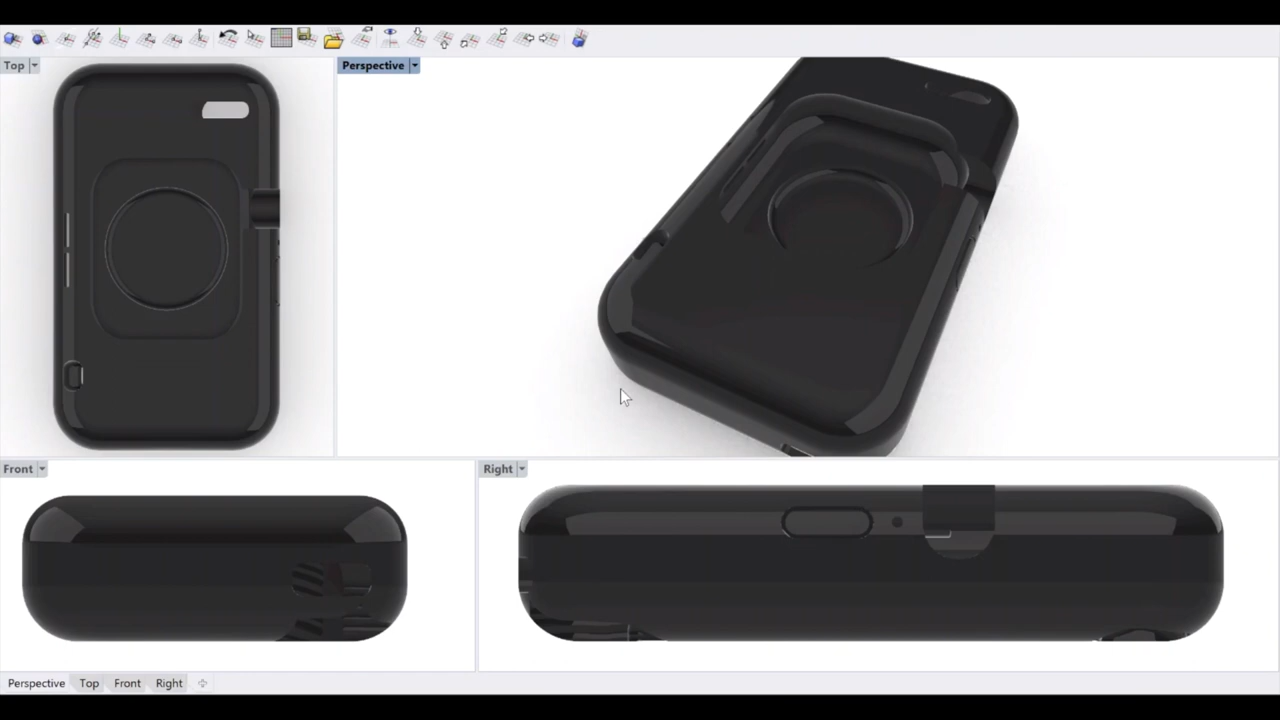 Top
Perspective
Front
Right
Perspective Top Front Right